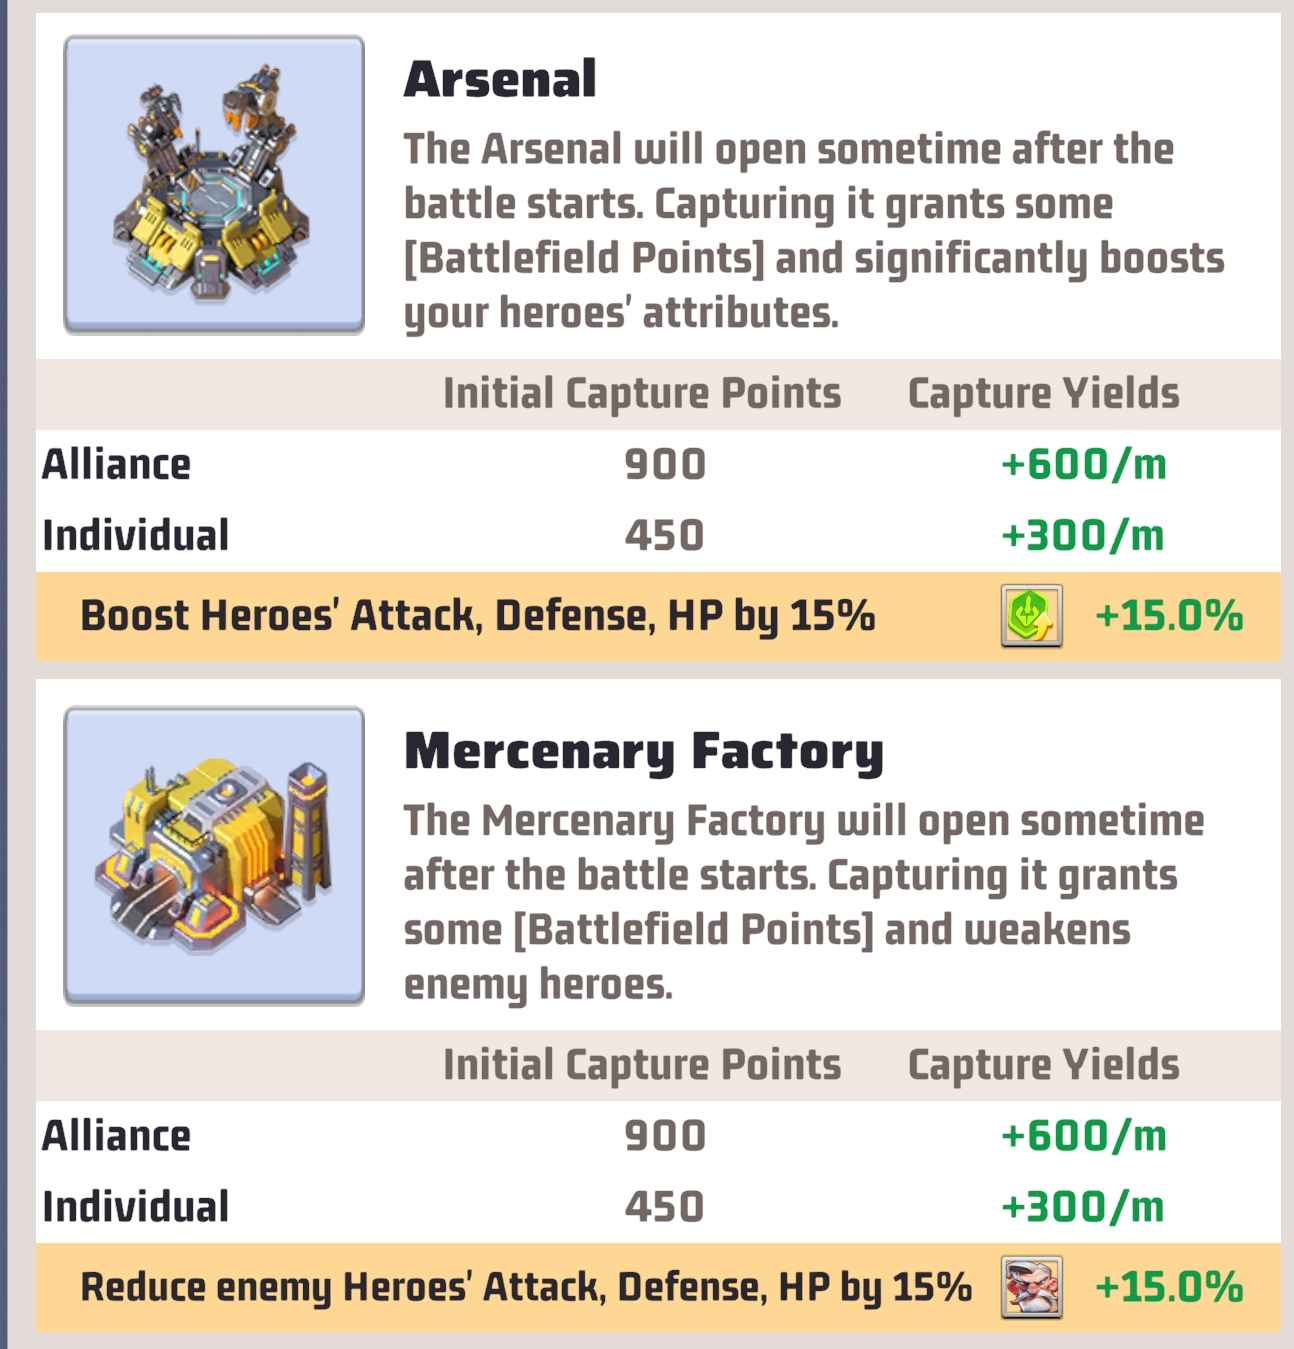 Arsenal
The Arsenal will open sometime after the
battle starts. Capturing it grants some
[Battlefield Points] and significantly boosts
your heroes' attributes.
Initial Capture Points Capture Yields
Alliance 900 +600/m
Individual 450 +300/m
Boost Heroes' Attack, Defense, HP by 15% +15.0%
Mercenary Factory
The Mercenary Factory will open sometime
after the battle starts. Capturing it grants
some [Battlefield Points] and weakens
enemy heroes.
Initial Capture Points Capture Yields
Alliance 900 +600/m
Individual 450 +300/m
Reduce enemy Heroes' Attack, Defense, HP by 15% +15.0%